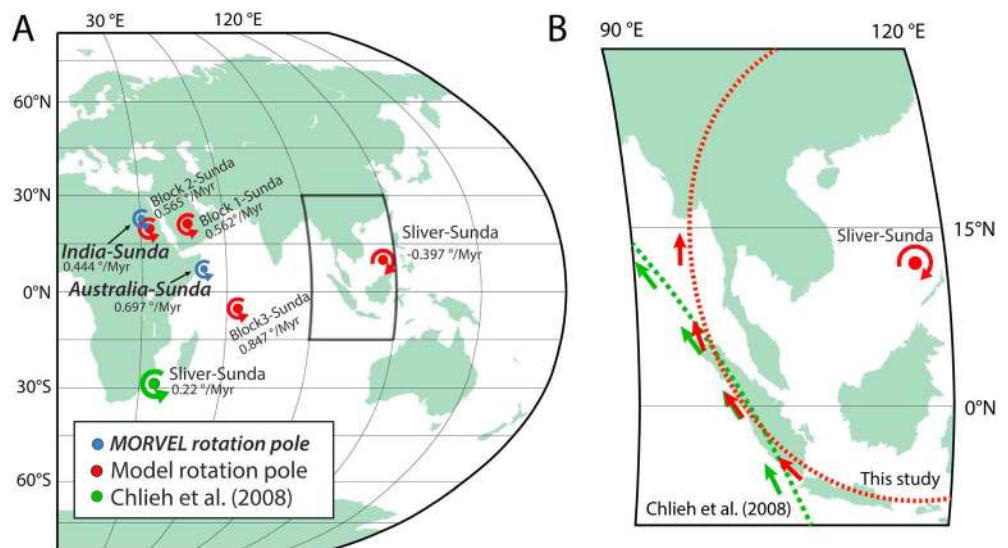 A
30 °E
120 °E
60°N
30°N
0°N
30°S
60°S
Block 2-Sunda
0.565 °/Myr
Block 1-Sunda
0.562°/Myr
India-Sunda
0.444 °/Myr
Australia-Sunda
0.697 °/Myr
Block3-Sunda
0.847 °/Myr
Sliver-Sunda
-0.397 °/Myr
Sliver-Sunda
0.22 °/Myr
MORVEL rotation pole
Model rotation pole
Chlieh et al. (2008)
B
90 °E
120 °E
15°N
0°N
Sliver-Sunda
This study
Chlieh et al. (2008)